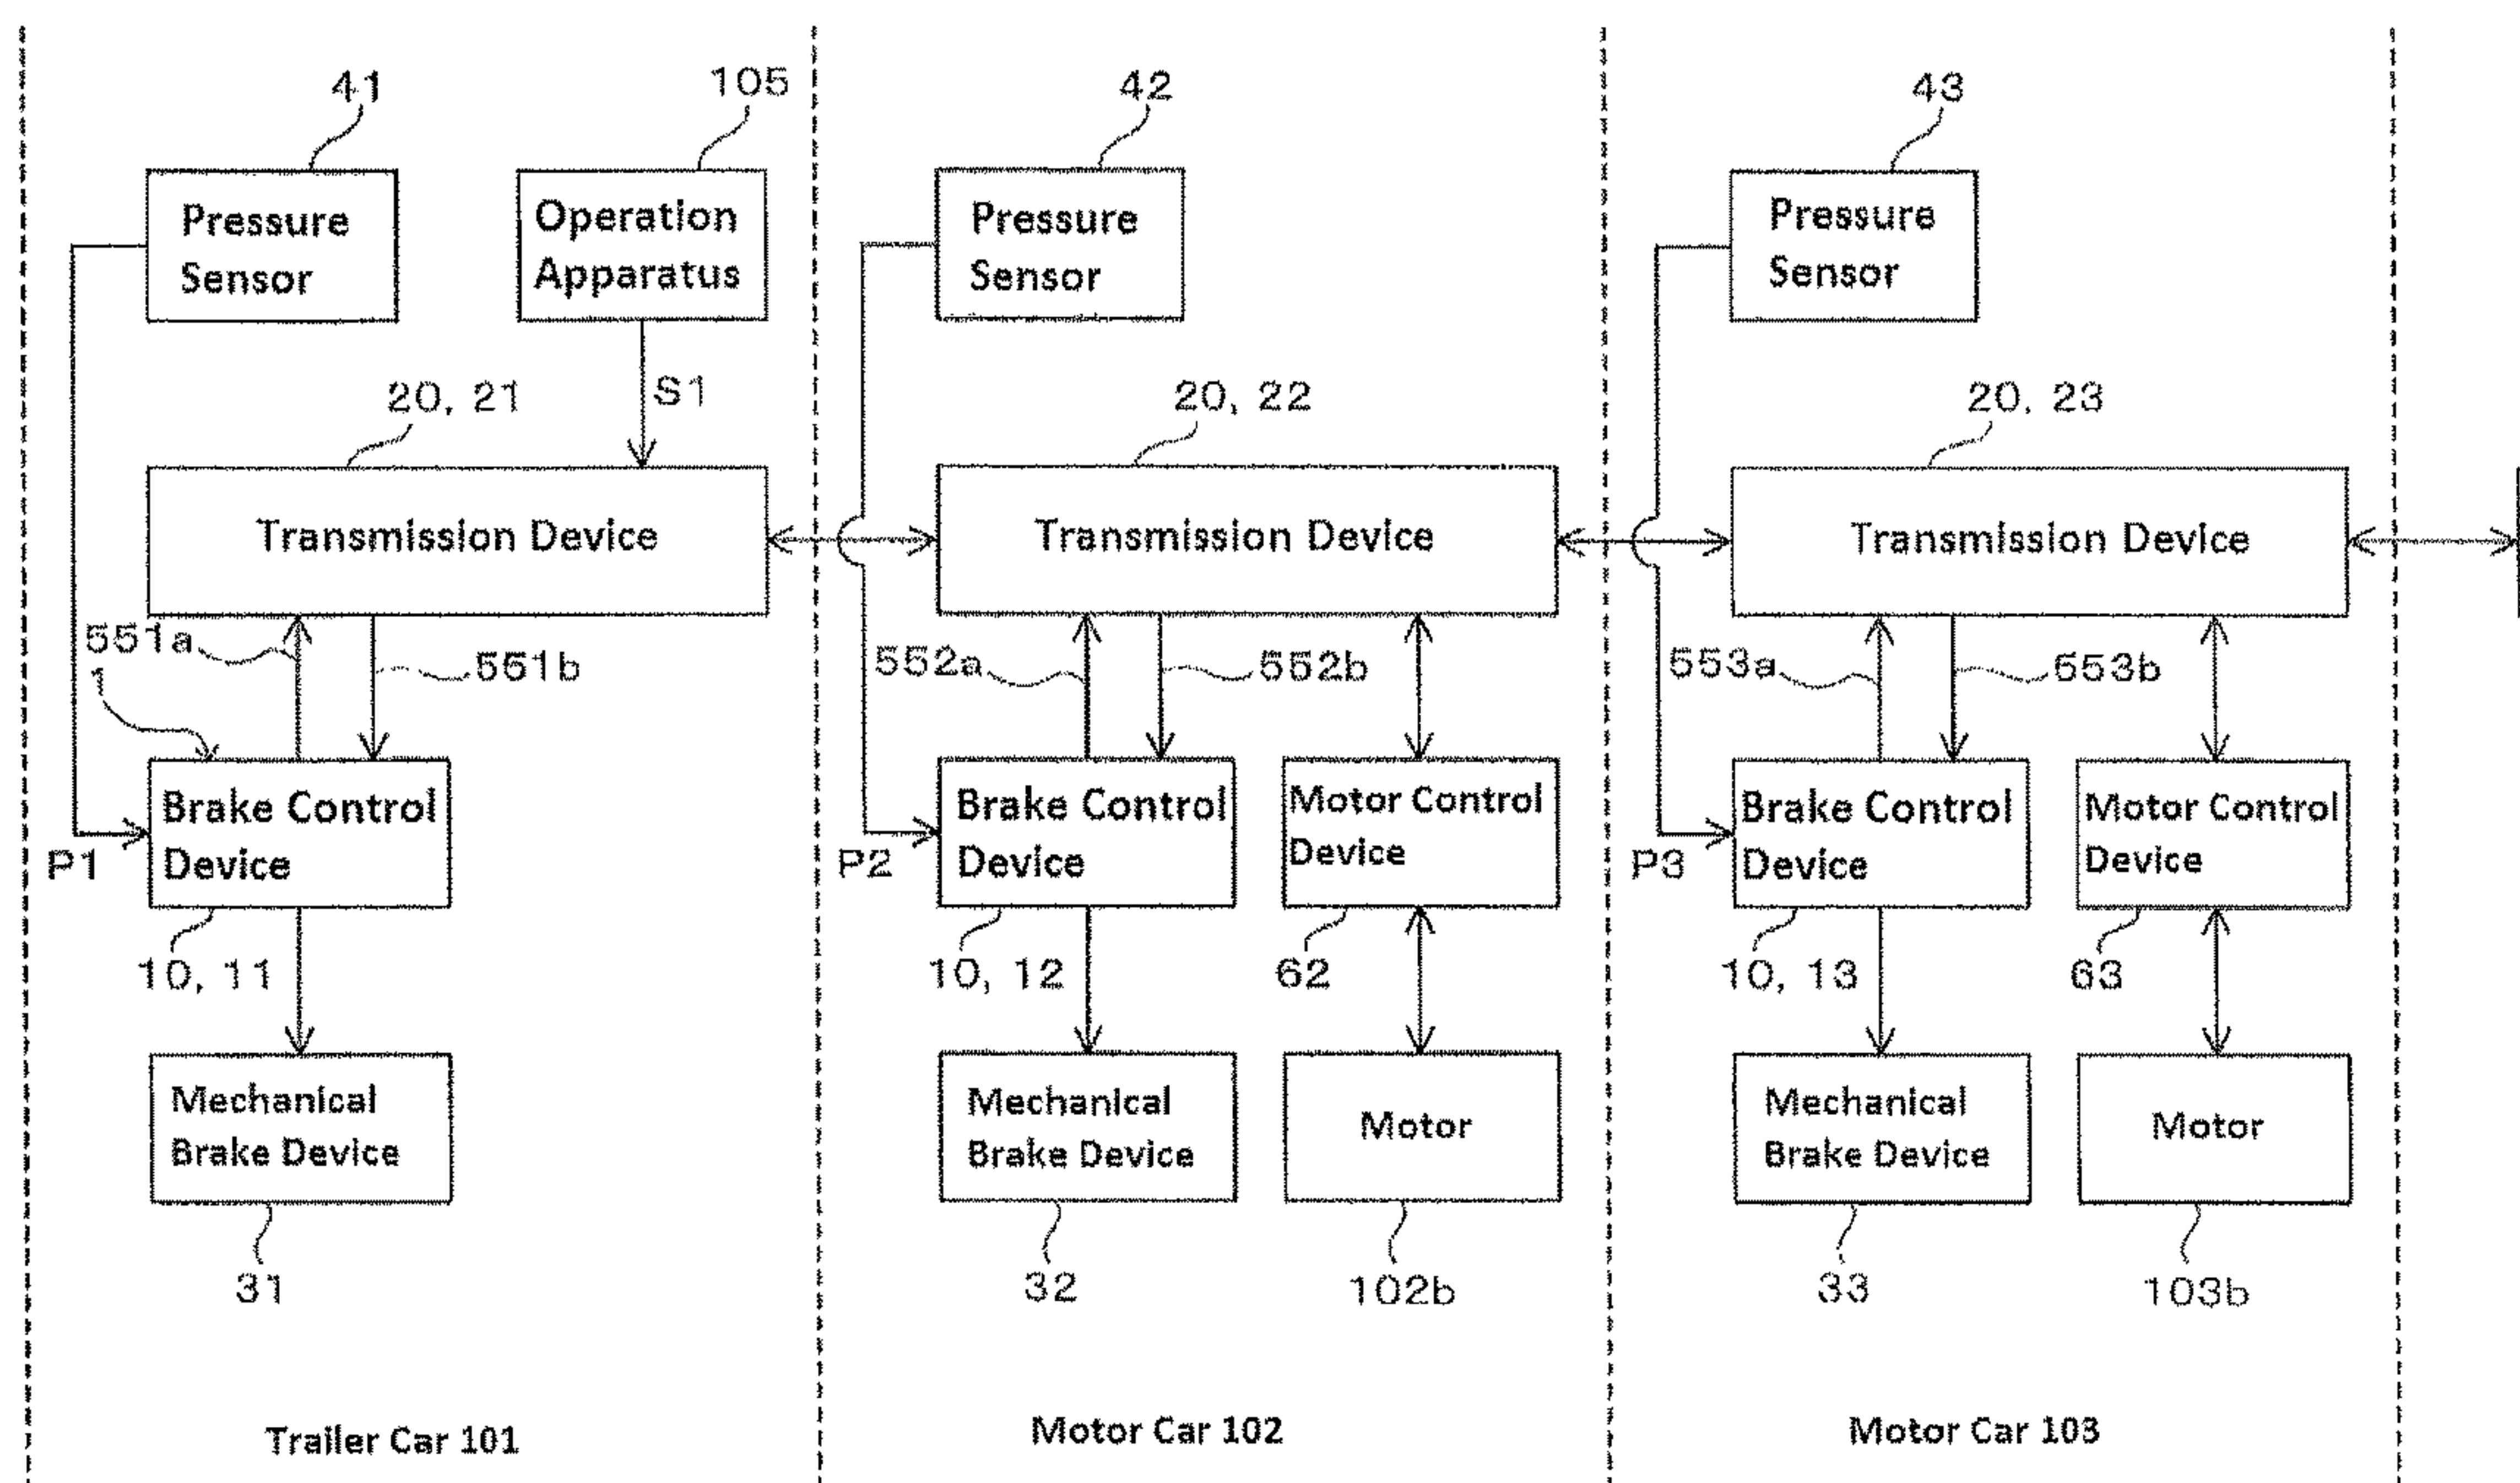 41
105
42
43
Pressure
Sensor
Operation
Apparatus
Pressure
Sensor
Pressure
Sensor
20, 21
S1
20, 22
20, 23
Transmission Device
Transmission Device
Transmission Device
551a
551b
552a
552b
553a
553b
1
Brake Control
Device
Brake Control
Device
Motor Control
Device
Brake Control
Device
Motor Control
Device
P1
P2
P3
10, 11
10, 12
62
10, 13
63
Mechanical
Brake Device
Mechanical
Brake Device
Motor
Mechanical
Brake Device
Motor
31
32
102b
33
103b
Trailer Car 101
Motor Car 102
Motor Car 103